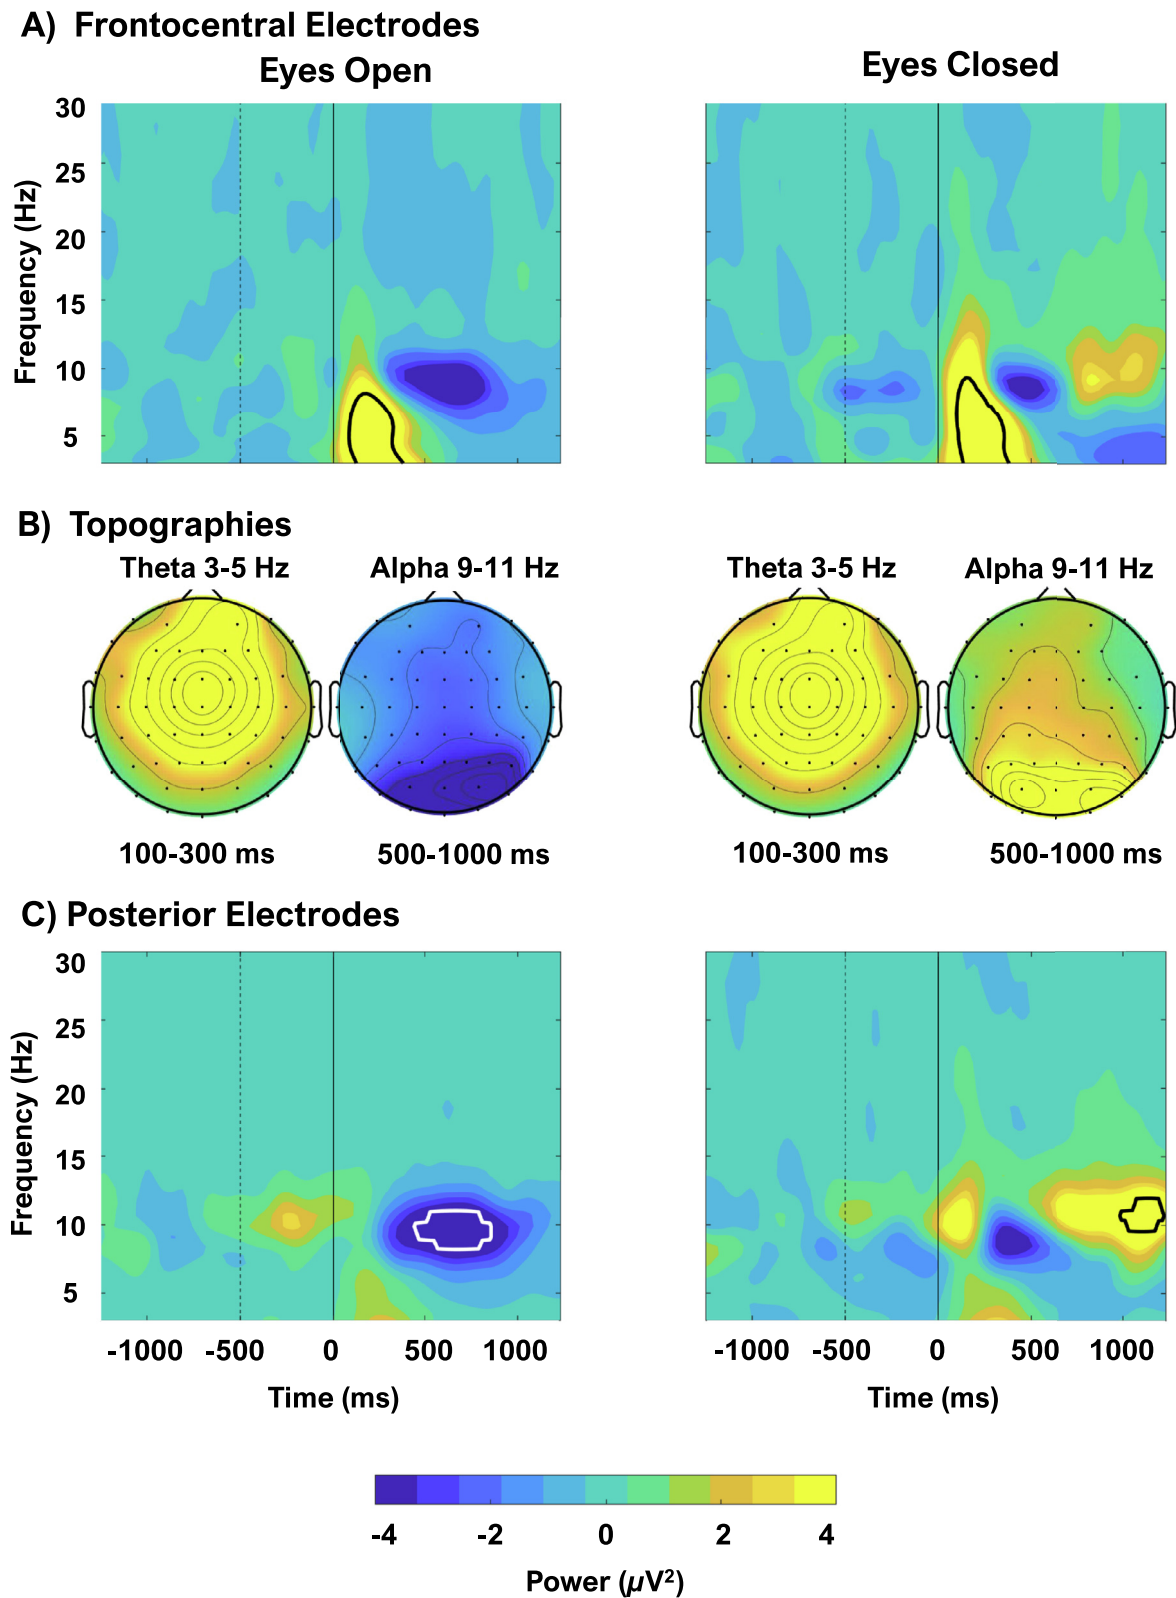 A) Frontocentral Electrodes
Eyes Open
Eyes Closed
30
25
20
15
10
5
Frequency (Hz)
B) Topographies
Theta 3-5 Hz
Alpha 9-11 Hz
Theta 3-5 Hz
Alpha 9-11 Hz
100-300 ms
500-1000 ms
100-300 ms
500-1000 ms
C) Posterior Electrodes
30
25
20
15
10
5
Frequency (Hz)
-1000 -500 0 500 1000
Time (ms)
-1000 -500 0 500 1000
Time (ms)
-4 -2 0 2 4
Power (μV²)